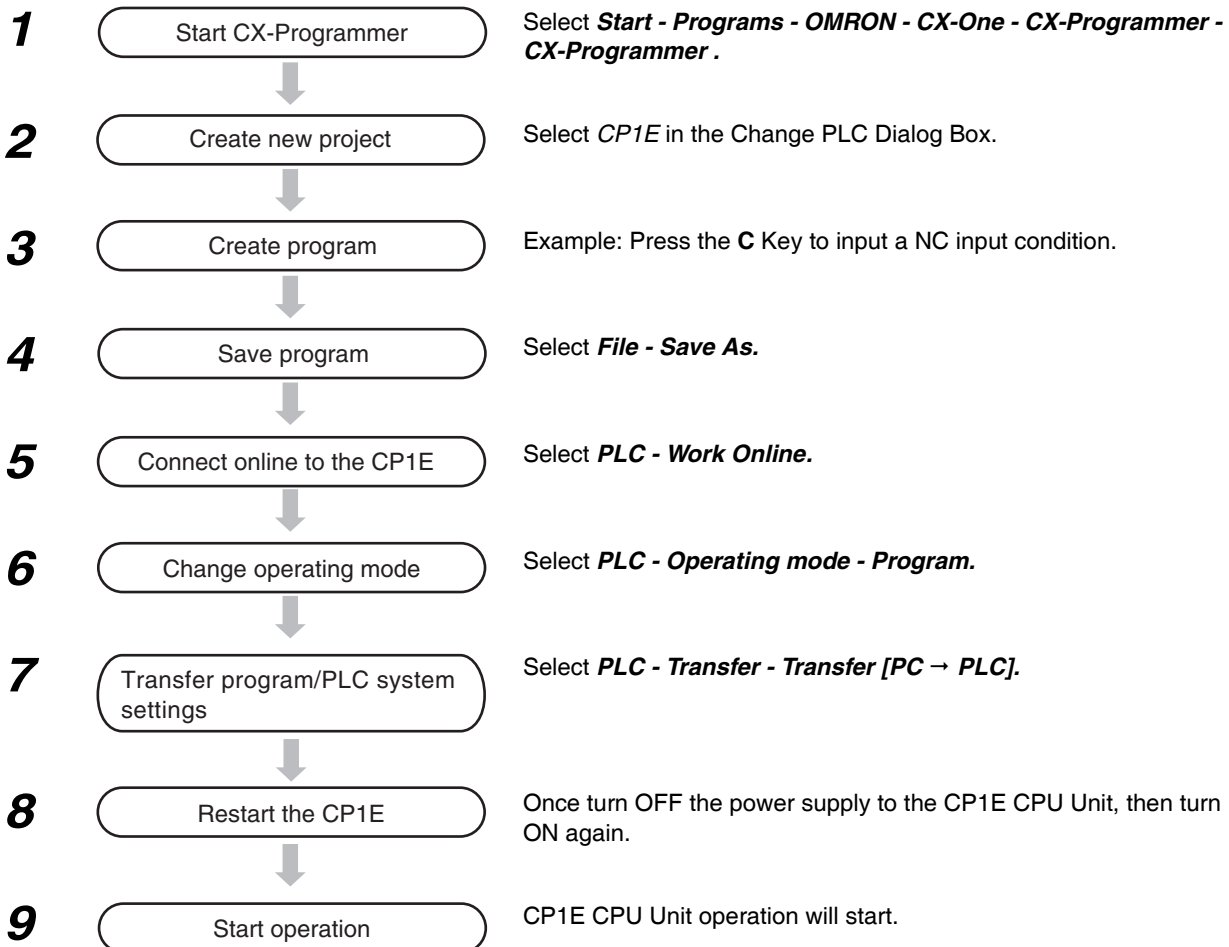 1
Start CX-Programmer
Select Start - Programs - OMRON - CX-One - CX-Programmer -
CX-Programmer .
2
Create new project
Select CP1E in the Change PLC Dialog Box.
3
Create program
Example: Press the C Key to input a NC input condition.
4
Save program
Select File - Save As.
5
Connect online to the CP1E
Select PLC - Work Online.
6
Change operating mode
Select PLC - Operating mode - Program.
7
Transfer program/PLC system
settings
Select PLC - Transfer - Transfer [PC → PLC].
8
Restart the CP1E
Once turn OFF the power supply to the CP1E CPU Unit, then turn
ON again.
9
Start operation
CP1E CPU Unit operation will start.